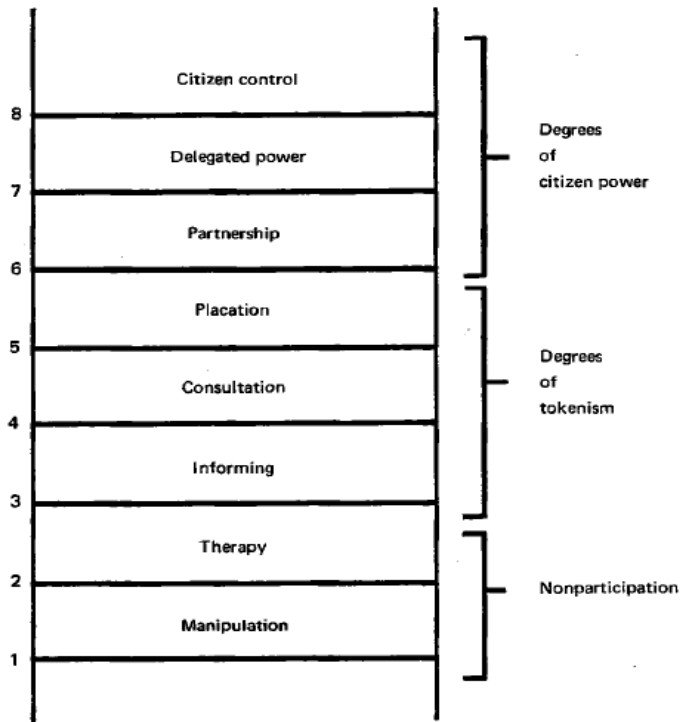 Citizen control
8
Delegated power
7
Partnership
6
Placation
5
Consultation
4
Informing
3
Therapy
2
Manipulation
1
Degrees
of
citizen power
Degrees
of
tokenism
Nonparticipation